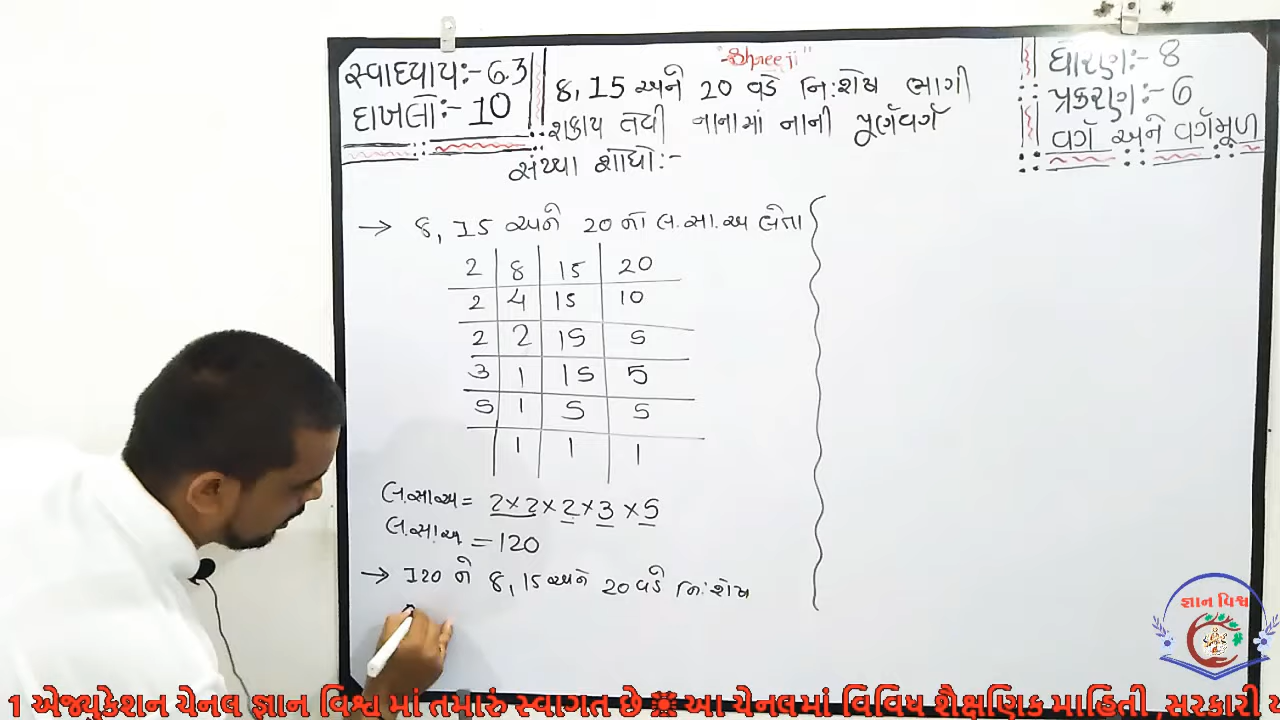 સ્વાધ્યાય:- 6.3
દાખલો:- 10
"Shreeji"
8, 15 અને 20 વડે નિ:શેષ ભાગી
શકાય તેવી નાનામાં નાની પૂર્ણવર્ગ
સંખ્યા શોધો:-
ધોરણ:- 8
પ્રકરણ:- 6
વર્ગ અને વર્ગમૂળ
→ 8, 15 અને 20 નો લ.સા.અ લેતા
2 8 15 20
2 4 15 10
2 2 15 5
3 1 15 5
5 1 5 5
1 1 1
લ.સા.અ = 2×2×2×3×5
લ.સા.અ = 120
→ 120 ને 8, 15 અને 20 વડે નિ:શેષ
જ્ઞાન વિશ્વ
1 એજ્યુકેશન ચેનલ જ્ઞાન વિશ્વ માં તમારું સ્વાગત છે આ ચેનલમાં વિવિધ શૈક્ષણિક માહિતી સરકારી